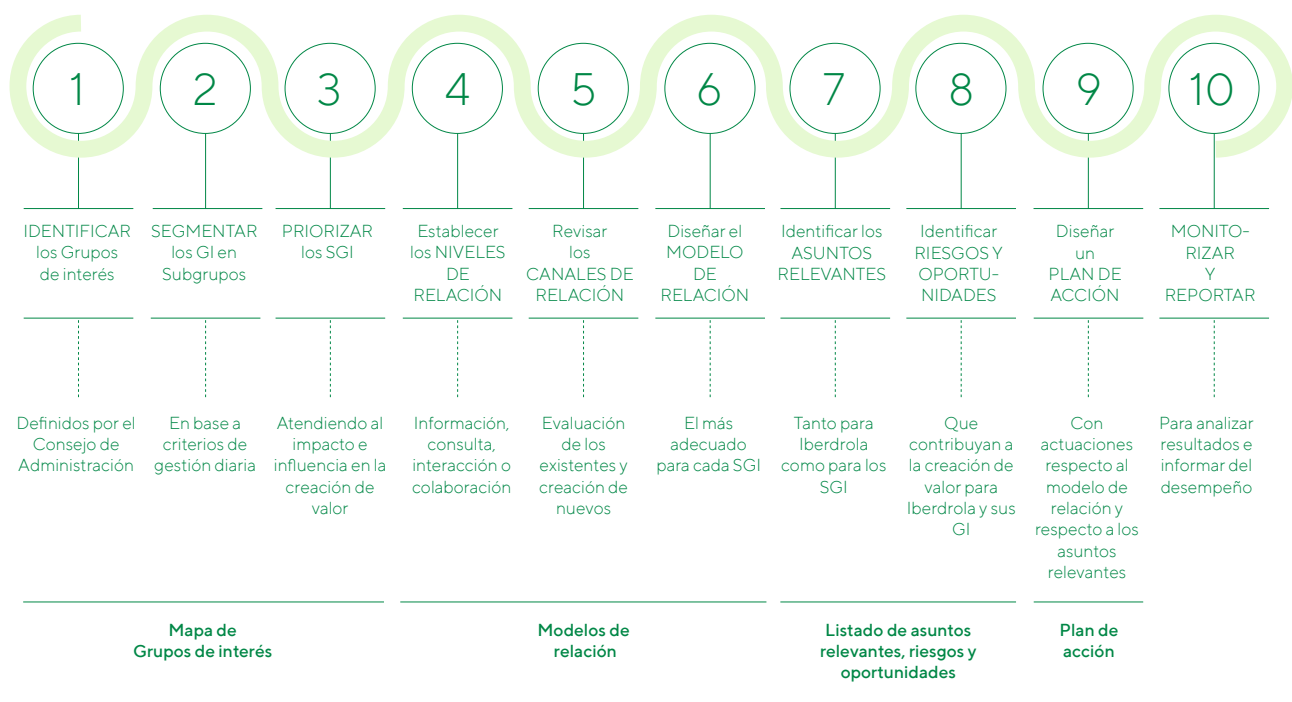 1
2
3
4
5
6
7
8
9
10
IDENTIFICAR
los Grupos
de interés
SEGMENTAR
los GI en
Subgrupos
PRIORIZAR
los SGI
Establecer
los NIVELES
DE
RELACIÓN
Revisar
los
CANALES DE
RELACIÓN
Diseñar el
MODELO
DE
RELACIÓN
Identificar los
ASUNTOS
RELEVANTES
Identificar
RIESGOS Y
OPORTU-
NIDADES
Diseñar
un
PLAN DE
ACCIÓN
MONITO-
RIZAR
Y
REPORTAR
Definidos por el
Consejo de
Administración
En base a
criterios de
gestión diaria
Atendiendo al
impacto e
influencia en la
creación de
valor
Información,
consulta,
interacción o
colaboración
Evaluación
de los
existentes y
creación de
nuevos
El más
adecuado
para cada SGI
Tanto para
Iberdrola
como para los
SGI
Que
contribuyan a
la creación de
valor para
Iberdrola y sus
GI
Con
actuaciones
respecto al
modelo de
relación y
respecto a los
asuntos
relevantes
Para analizar
resultados e
informar del
desempeño
Mapa de
Grupos de interés
Modelos de
relación
Listado de asuntos
relevantes, riesgos y
oportunidades
Plan de
acción